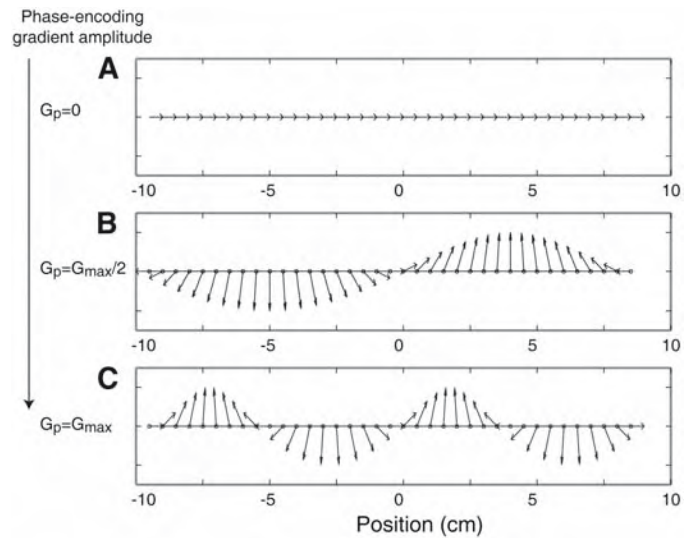 Phase-encoding
gradient amplitude
A
Gp=0
-10 -5 0 5 10
B
Gp=Gmax/2
-10 -5 0 5 10
C
Gp=Gmax
-10 -5 0 5 10
Position (cm)